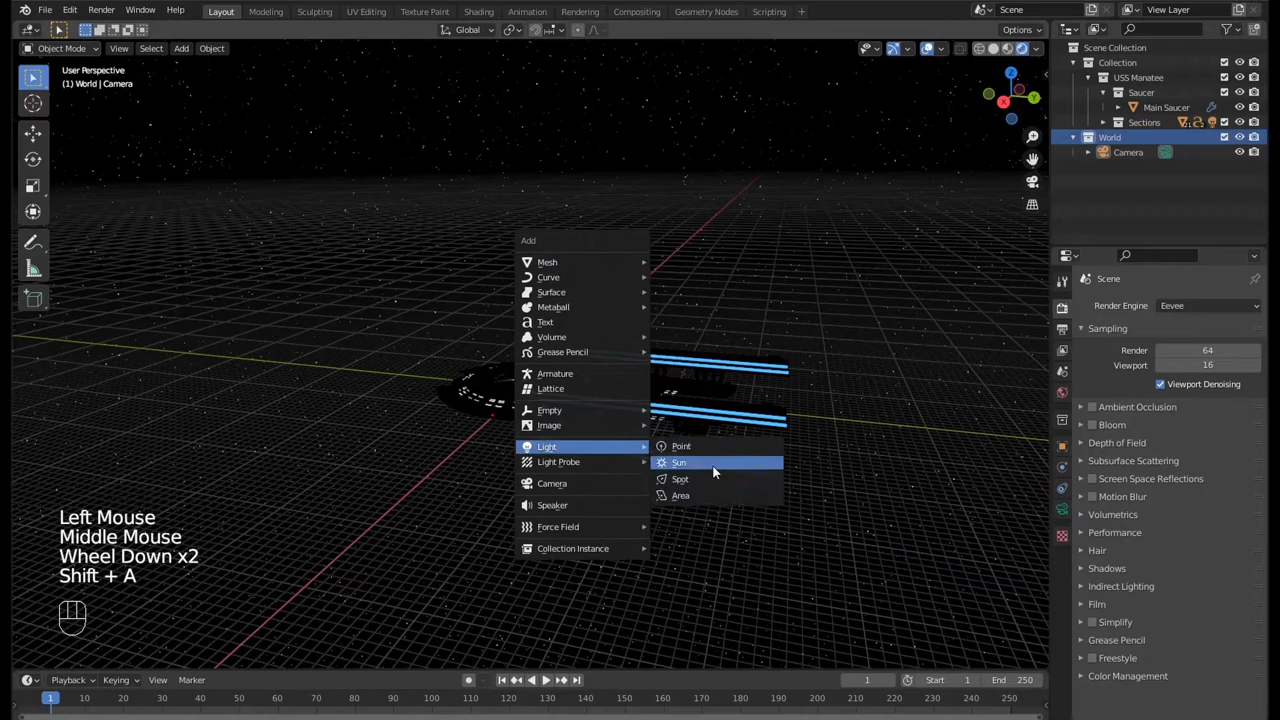 File Edit Render Window Help Layout Modeling Sculpting UV Editing Texture Paint Shading Animation Rendering Compositing Geometry Nodes Scripting Scene View Layer
Global Options
Object Mode View Select Add Object
User Perspective
(1) World | Camera
Z
Y
X
Scene Collection
Collection
USS Manatee
Saucer
Main Saucer
Sections
World
Camera
Scene
Render Engine Eevee
Sampling
Render 64
Viewport 16
Viewport Denoising
Ambient Occlusion
Bloom
Depth of Field
Subsurface Scattering
Screen Space Reflections
Motion Blur
Volumetrics
Performance
Hair
Shadows
Indirect Lighting
Film
Simplify
Grease Pencil
Freestyle
Color Management
Add
Mesh
Curve
Surface
Metaball
Text
Volume
Grease Pencil
Armature
Lattice
Empty
Image
Light
Light Probe
Camera
Speaker
Force Field
Collection Instance
Point
Sun
Spot
Area
Left Mouse
Middle Mouse
Wheel Down x2
Shift + A
Playback Keying View Marker 1 Start 1 End 250
1 10 20 30 40 50 60 70 80 90 100 110 120 130 140 150 160 170 180 190 200 210 220 230 240 250